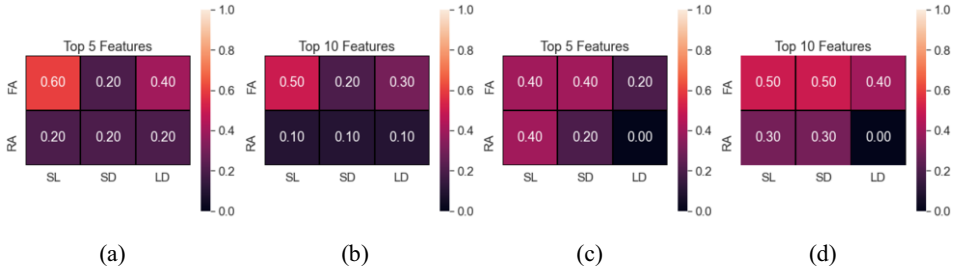 Top 5 Features
FA 0.60 0.20 0.40
RA 0.20 0.20 0.20
SL SD LD
1.0
0.8
0.6
0.4
0.2
0.0
(a)
Top 10 Features
FA 0.50 0.20 0.30
RA 0.10 0.10 0.10
SL SD LD
1.0
0.8
0.6
0.4
0.2
0.0
(b)
Top 5 Features
FA 0.40 0.40 0.20
RA 0.40 0.20 0.00
SL SD LD
1.0
0.8
0.6
0.4
0.2
0.0
(c)
Top 10 Features
FA 0.50 0.50 0.40
RA 0.30 0.30 0.00
SL SD LD
1.0
0.8
0.6
0.4
0.2
0.0
(d)